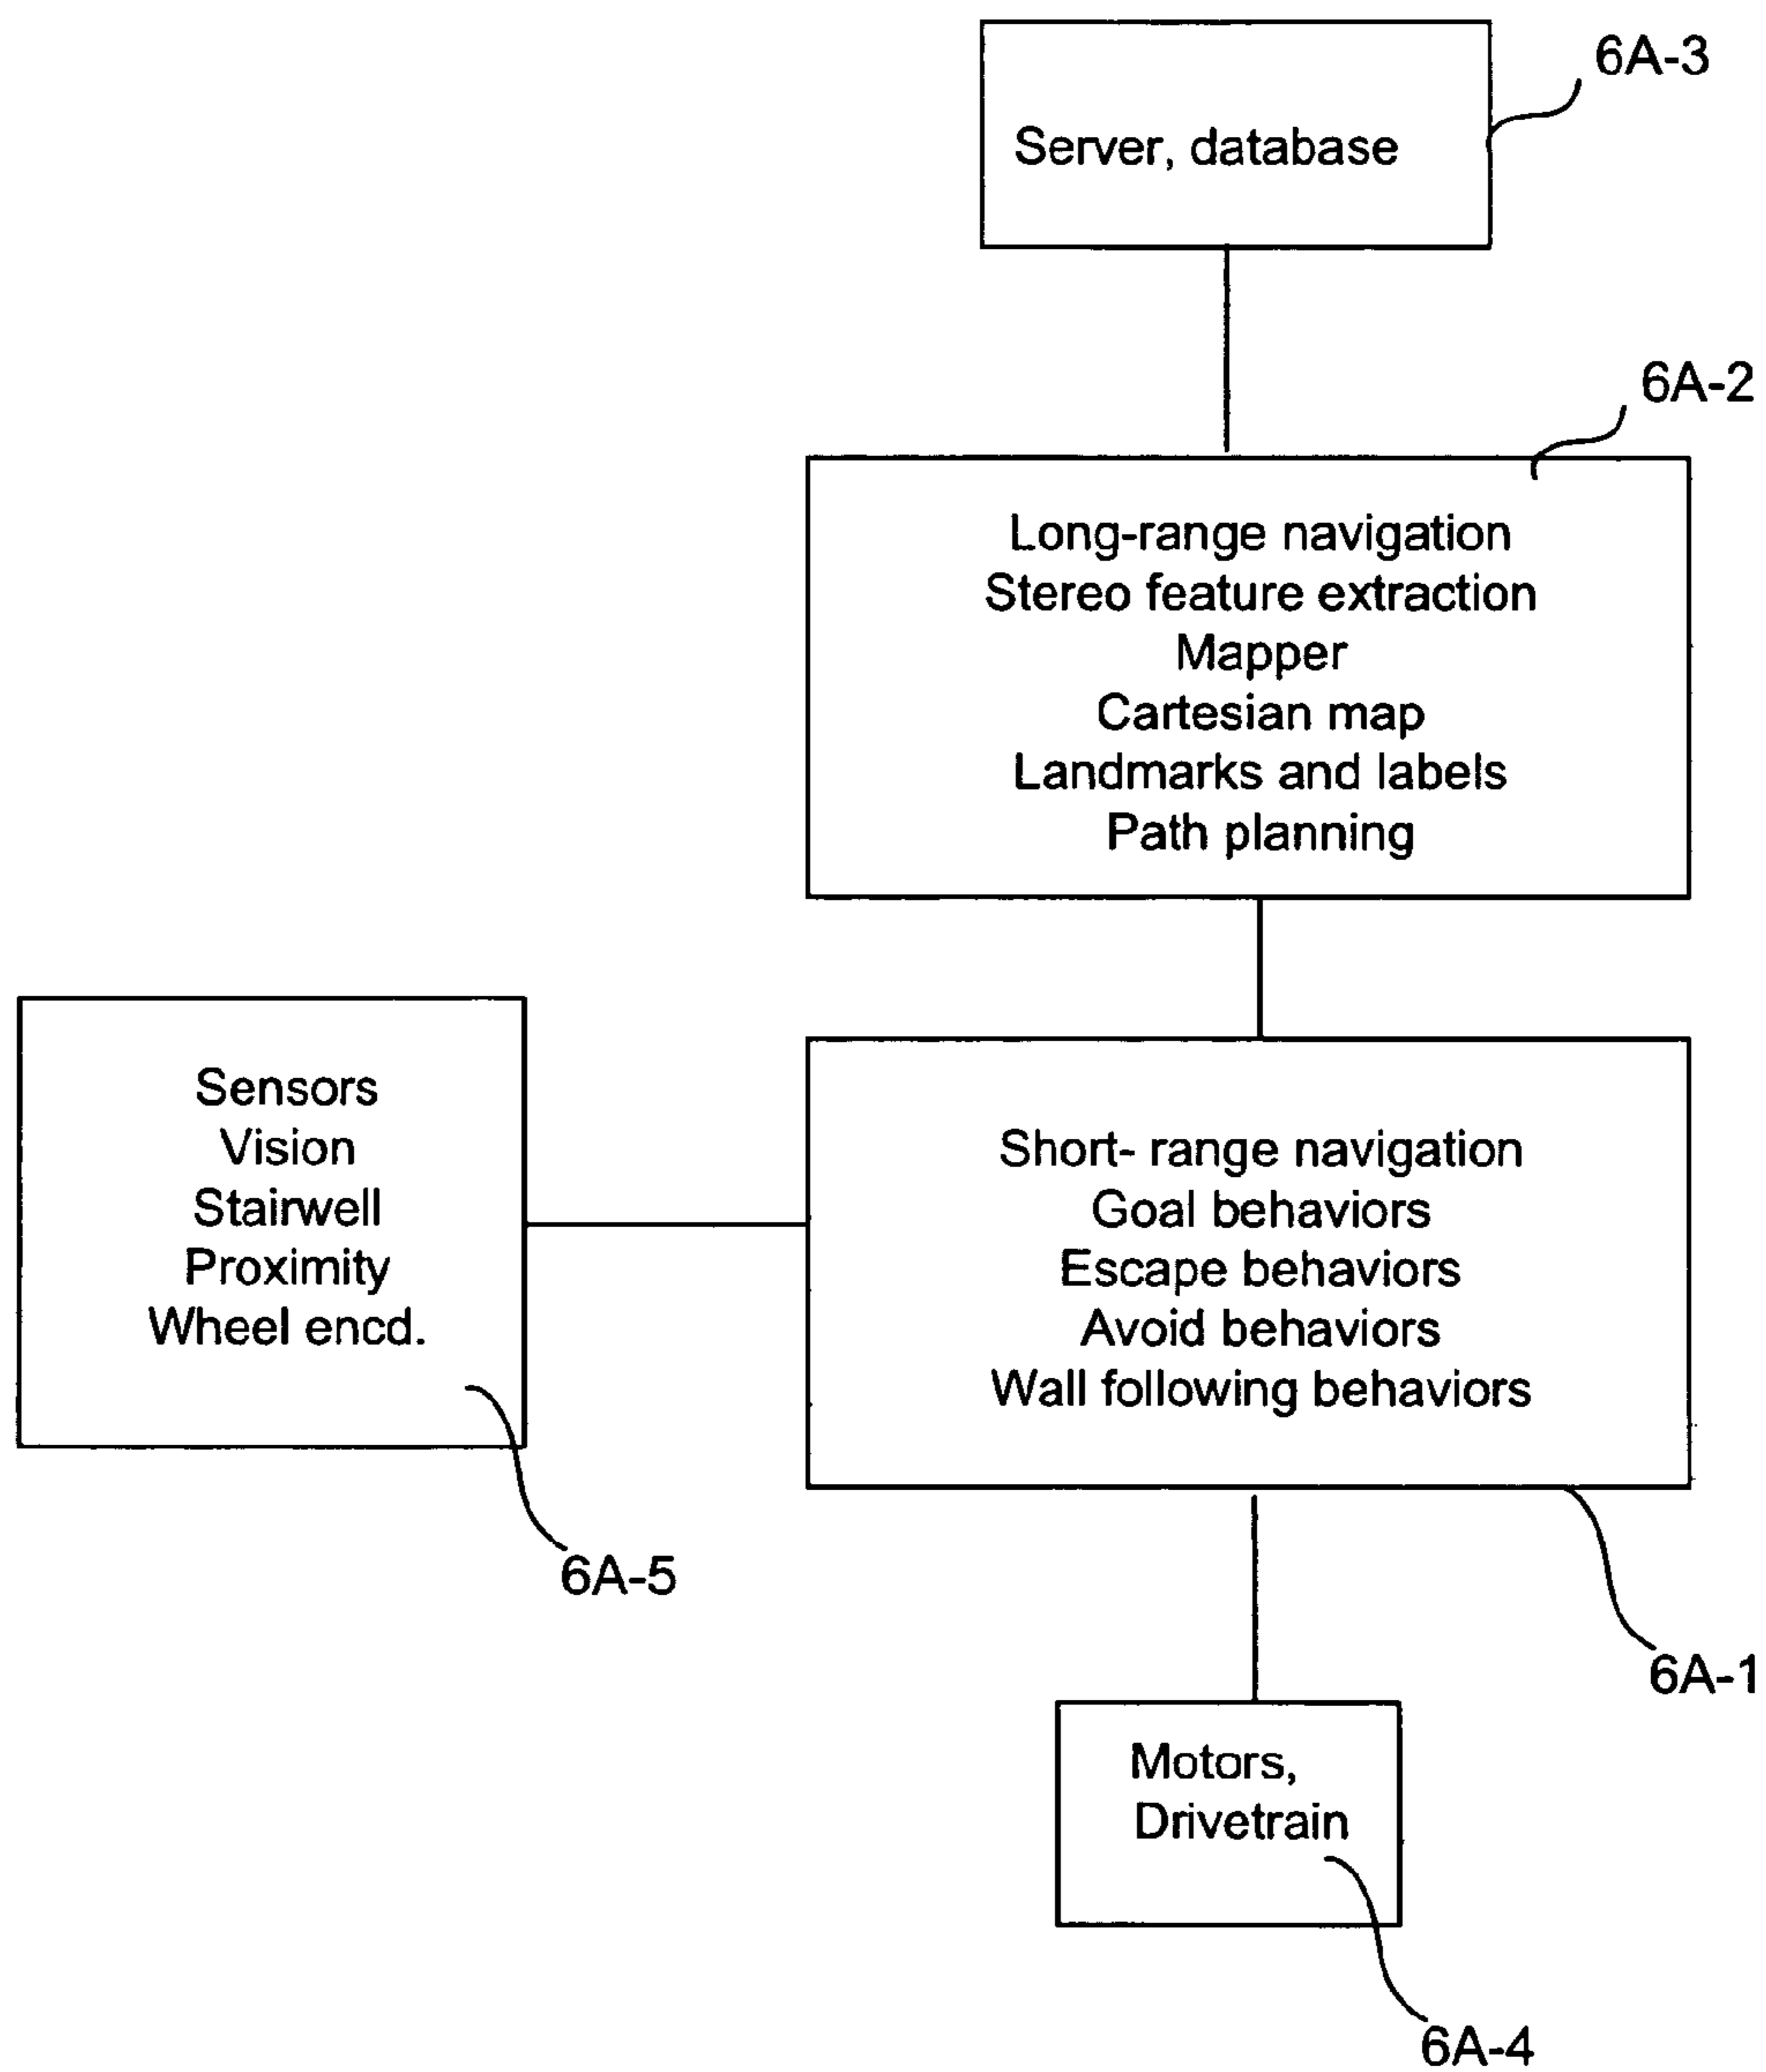 6A-3
Server, database
6A-2
Long-range navigation
Stereo feature extraction
Mapper
Cartesian map
Landmarks and labels
Path planning
Sensors
Vision
Stairwell
Proximity
Wheel encd.
6A-5
Short- range navigation
Goal behaviors
Escape behaviors
Avoid behaviors
Wall following behaviors
6A-1
Motors,
Drivetrain
6A-4